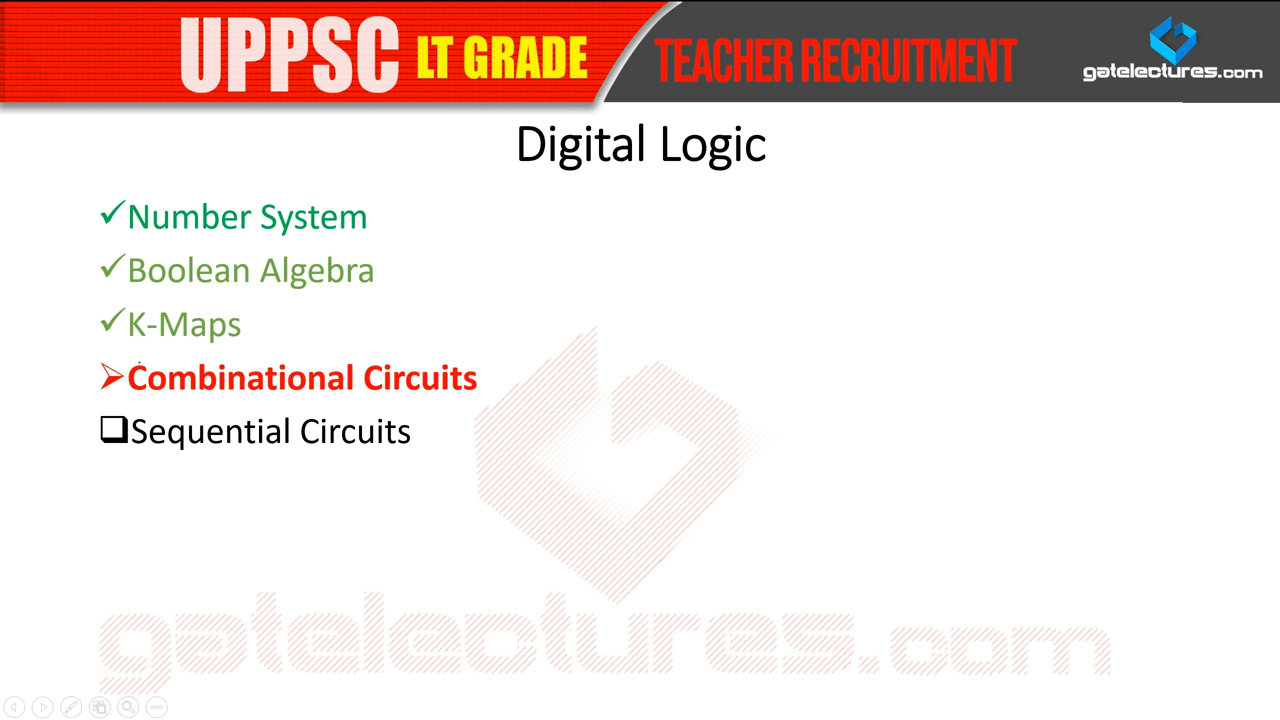 UPPSC LT GRADE TEACHER RECRUITMENT
gatelectures.com
Digital Logic
Number System
Boolean Algebra
K-Maps
Combinational Circuits
Sequential Circuits
gatelectures.com